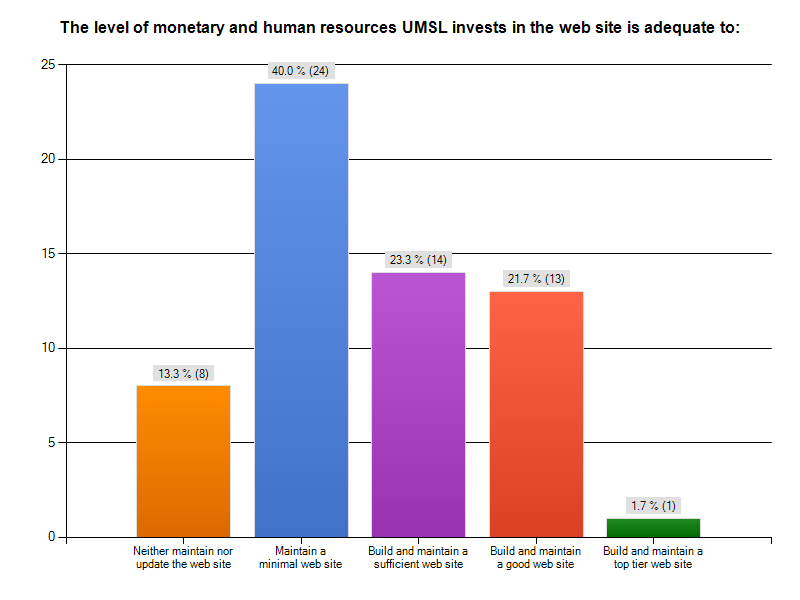 The level of monetary and human resources UMSL invests in the web site is adequate to:
25
20
15
10
5
0
13.3 % (8)
40.0 % (24)
23.3 % (14)
21.7 % (13)
1.7 % (1)
Neither maintain nor
update the web site
Maintain a
minimal web site
Build and maintain a
sufficient web site
Build and maintain
a good web site
Build and maintain a
top tier web site